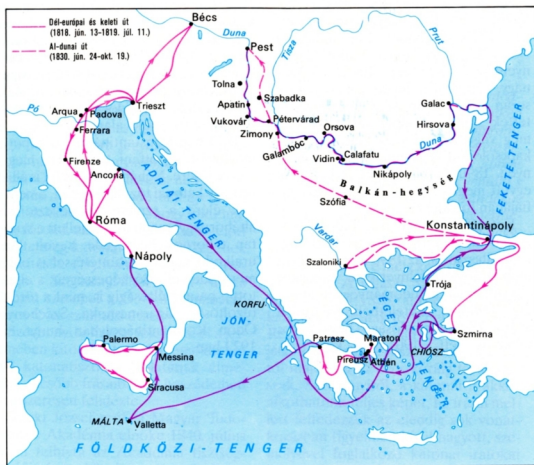 Dél-európai és keleti út
(1818. jún. 13-1819. júl. 11.)
Al-dunai út
(1830. jún. 24-okt. 19.)
Bécs
Duna
Pest
Tisza
Prut
Tolna
Szabadka
Trieszt
Pó
Arqua
Padova
Apatin
Galac
Ferrara
Vukovár
Pétervárad
Orsova
Hirsova
Zimony
Galambóc
Vidin
Calafatu
Duna
Firenze
Ancona
Nikápoly
Balkán-hegység
FEKETE-TENGER
ADRIAI-TENGER
Szófia
Róma
Konstantinápoly
Vardar
Nápoly
Szaloniki
Trója
KORFU
JÓN-
TENGER
ÉGEI
TENGER
Patrasz
Maraton
Szmirna
Palermo
Messina
Pireusz
Athén
CHIOSZ
Siracusa
MÁLTA
Valletta
FÖLDKÖZI-TENGER